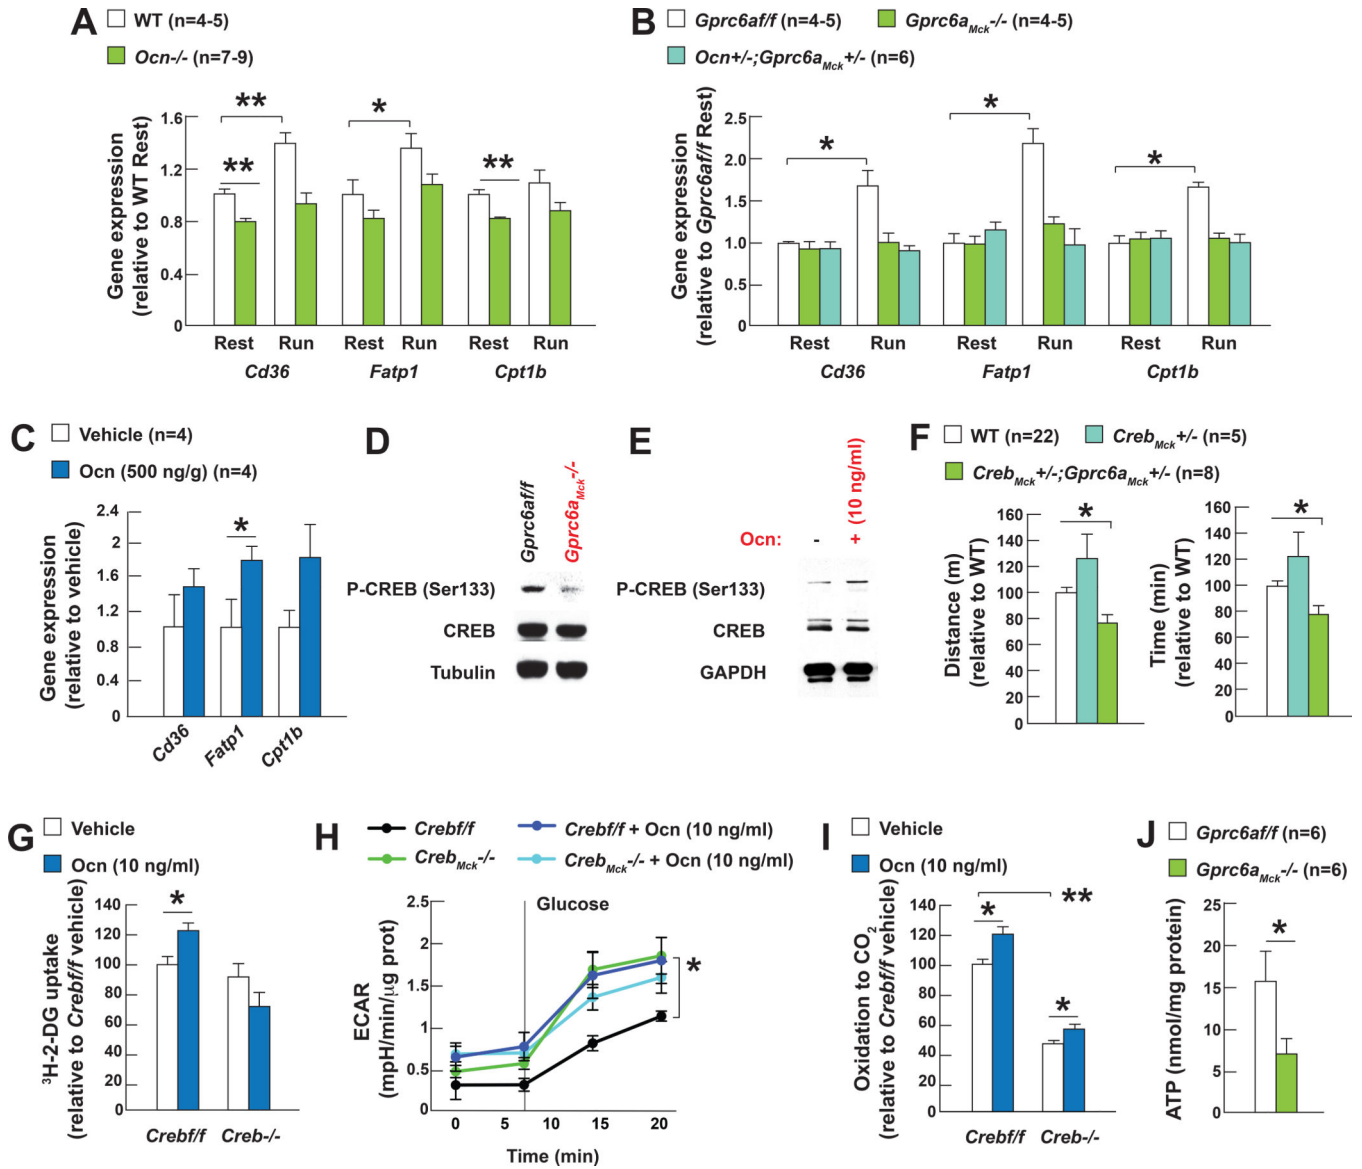 A
WT (n=4-5)
Ocn-/- (n=7-9)
Gene expression
(relative to WT Rest)
1.6
1.2
0.8
0.4
0
**
**
*
**
Rest Run Rest Run Rest Run
Cd36 Fatp1 Cpt1b
B
Gprc6af/f (n=4-5) Gprc6aMck-/- (n=4-5)
Ocn+/-;Gprc6aMck+/- (n=6)
Gene expression
(relative to Gprc6af/f Rest)
2.5
2.0
1.5
1.0
0.5
0
*
*
*
Rest Run Rest Run Rest Run
Cd36 Fatp1 Cpt1b
C
Vehicle (n=4)
Ocn (500 ng/g) (n=4)
Gene expression
(relative to vehicle)
2.4
2
1.6
1.2
0.8
0.4
0
*
Cd36 Fatp1 Cpt1b
D
Gprc6af/f Gprc6aMck-/-
P-CREB (Ser133)
CREB
Tubulin
E
Ocn: - + (10 ng/ml)
P-CREB (Ser133)
CREB
GAPDH
F
WT (n=22) CrebMck+/- (n=5)
CrebMck+/-;Gprc6aMck+/- (n=8)
Distance (m)
(relative to WT)
160
140
120
100
80
60
40
20
0
*
Time (min)
(relative to WT)
160
140
120
100
80
60
40
20
0
*
G
Vehicle
Ocn (10 ng/ml)
³H-2-DG uptake
(relative to Crebf/f vehicle)
140
120
100
80
60
40
20
0
*
Crebf/f Creb-/-
H
Crebf/f Crebf/f + Ocn (10 ng/ml)
CrebMck-/- CrebMck-/- + Ocn (10 ng/ml)
ECAR
(mpH/min/µg prot)
2.5
2
1.5
1
0.5
0
Glucose
*
0 5 10 15 20
Time (min)
I
Vehicle
Ocn (10 ng/ml)
Oxidation to CO2
(relative to Crebf/f vehicle)
140
120
100
80
60
40
20
0
*
**
*
Crebf/f Creb-/-
J
Gprc6af/f (n=6)
Gprc6aMck-/- (n=6)
ATP (nmol/mg protein)
25
20
15
10
5
0
*